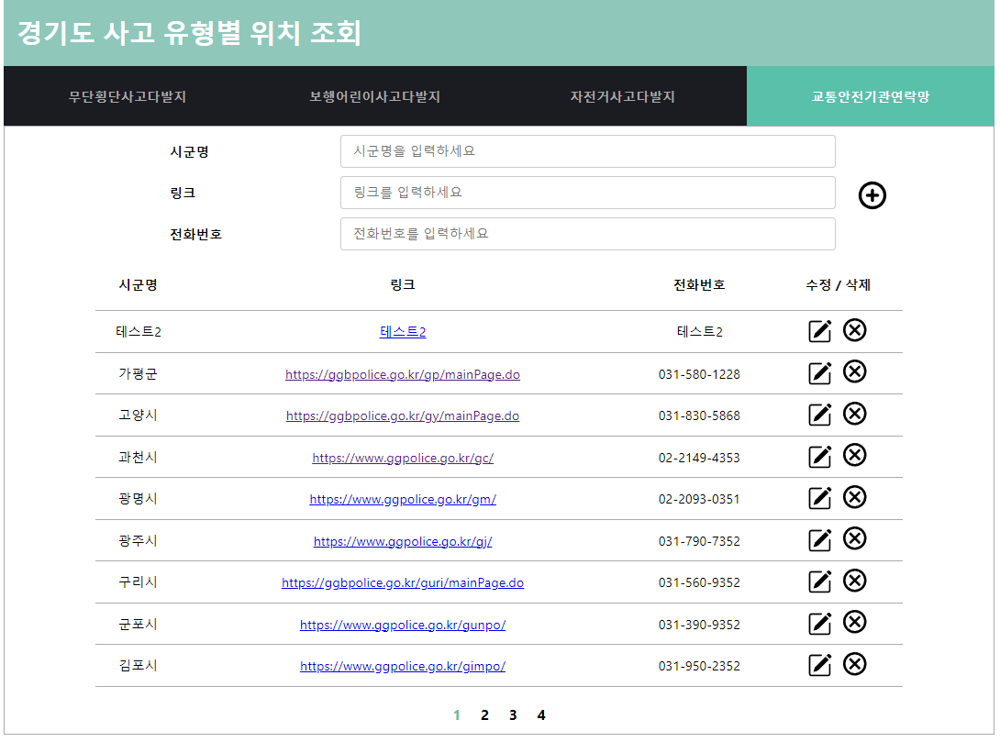 경기도 사고 유형별 위치 조회
무단횡단사고다발지 보행어린이사고다발지 자전거사고다발지 교통안전기관연락망
시군명 시군명을 입력하세요
링크 링크를 입력하세요
전화번호 전화번호를 입력하세요
시군명 링크 전화번호 수정 / 삭제
테스트2 테스트2 테스트2
가평군 https://ggbpolice.go.kr/gp/mainPage.do 031-580-1228
고양시 https://ggbpolice.go.kr/gy/mainPage.do 031-830-5868
과천시 https://www.ggpolice.go.kr/gc/ 02-2149-4353
광명시 https://www.ggpolice.go.kr/gm/ 02-2093-0351
광주시 https://www.ggpolice.go.kr/gj/ 031-790-7352
구리시 https://ggbpolice.go.kr/guri/mainPage.do 031-560-9352
군포시 https://www.ggpolice.go.kr/gunpo/ 031-390-9352
김포시 https://www.ggpolice.go.kr/gimpo/ 031-950-2352
1 2 3 4